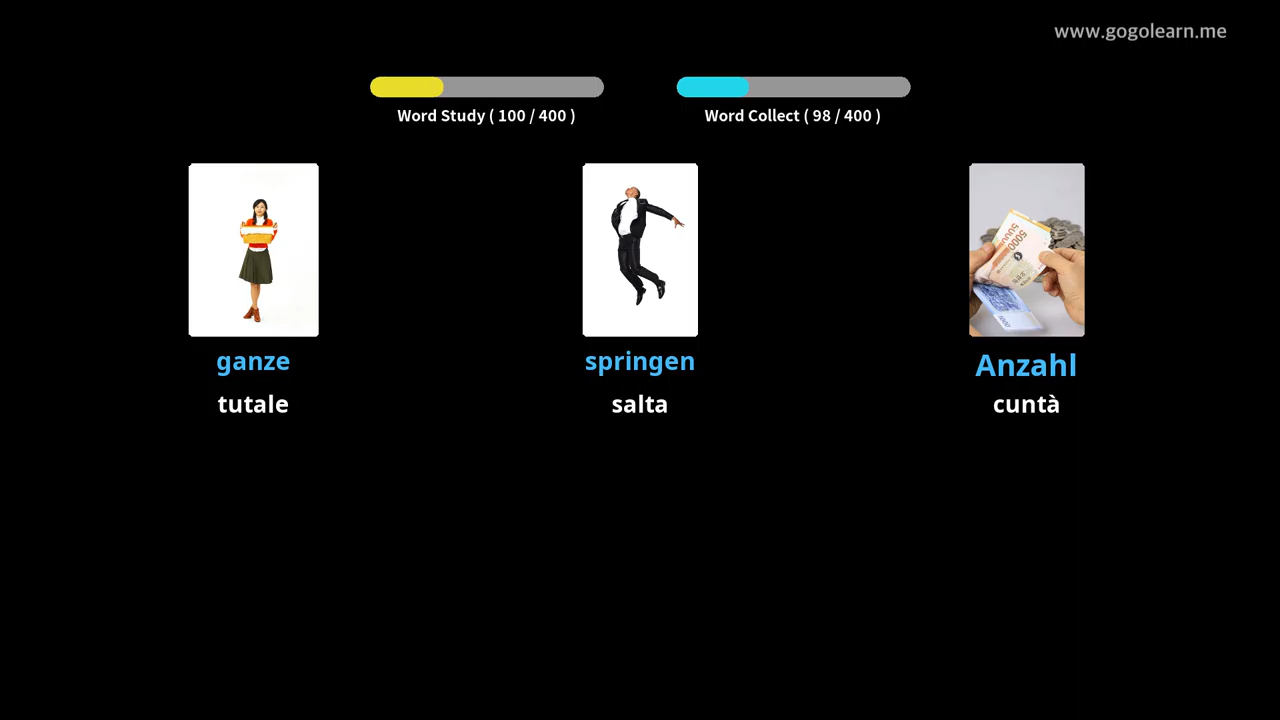 www.gogolearn.me
Word Study ( 100 / 400 )
Word Collect ( 98 / 400 )
ganze
springen
Anzahl
tutale
salta
cuntà